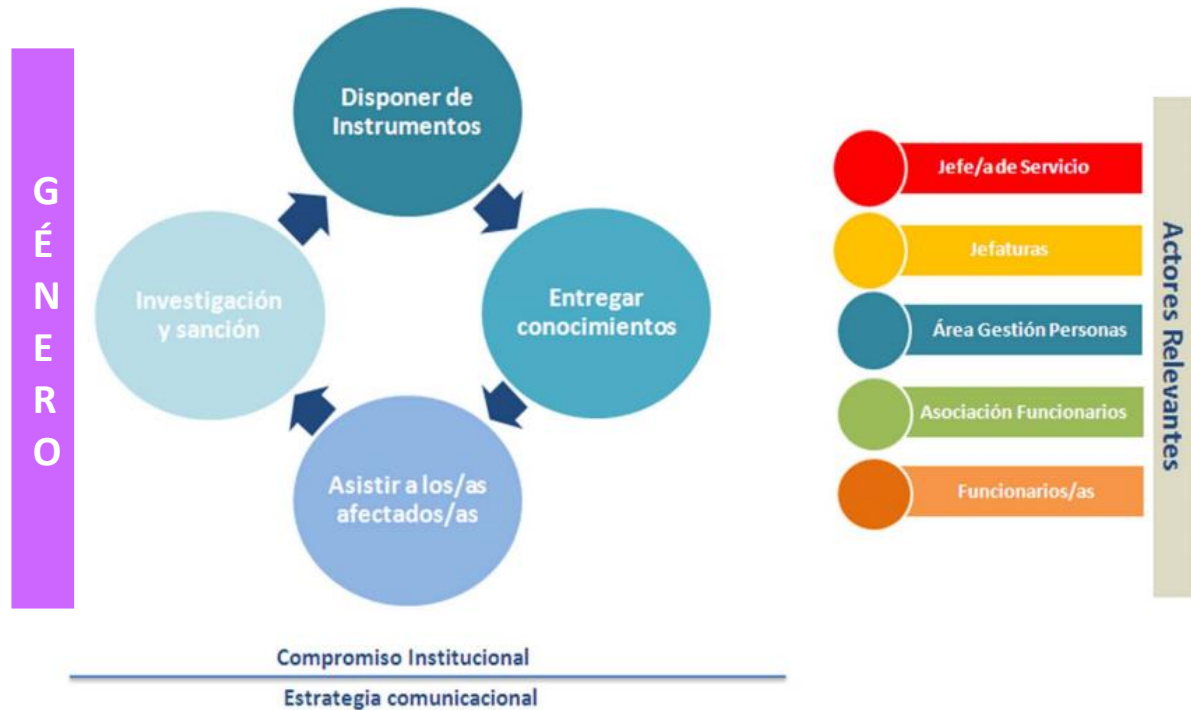 GÉNERO
Disponer de
Instrumentos
Entregar
conocimientos
Asistir a los/as
afectados/as
Investigación
y sanción
Compromiso Institucional
Estrategia comunicacional
Jefe/a de Servicio
Jefaturas
Área Gestión Personas
Asociación Funcionarios
Funcionarios/as
Actores Relevantes